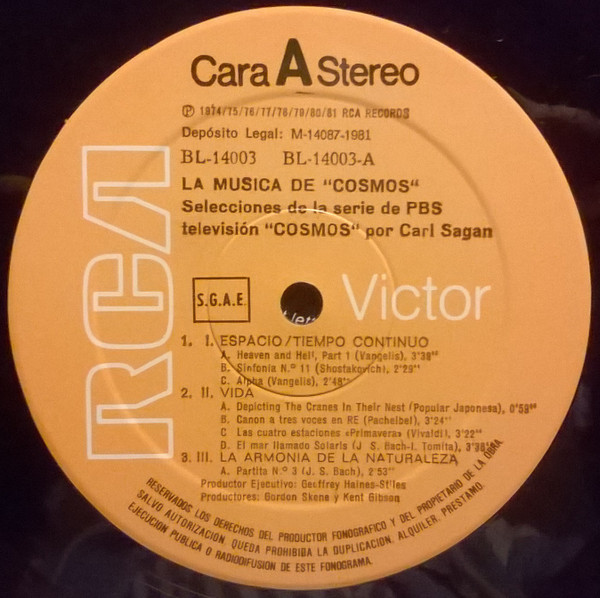 Cara A Stereo
Ⓟ 1974/75/76/77/78/79/80/81 RCA RECORDS
Depósito Legal: M-14087-1981
BL-14003 BL-14003-A
LA MUSICA DE "COSMOS"
Selecciones de la serie de PBS
televisión "COSMOS" por Carl Sagan
RCA
S.G.A.E.
Victor
1. I. ESPACIO/TIEMPO CONTINUO
A. Heaven and Hell, Part 1 (Vangelis), 3'38"
B. Sinfonía N.º 11 (Shostakovich), 2'29"
C. Alpha (Vangelis), 2'48"
2. II. VIDA
A. Depicting The Cranes In Their Nest (Popular Japonesa), 0'59"
B. Canon a tres voces en RE (Pachelbel), 3'24"
C. Las cuatro estaciones «Primavera» (Vivaldi), 3'22"
D. El mar llamado Solaris (J. S. Bach-I. Tomita), 3'38"
3. III. LA ARMONIA DE LA NATURALEZA
A. Partita N.º 3 (J. S. Bach), 2'53"
Productor Ejecutivo: Geoffrey Haines-Stiles
Productores: Gordon Skene y Kent Gibson
RESERVADOS LOS DERECHOS DEL PRODUCTOR FONOGRAFICO Y DEL PROPIETARIO DE LA OBRA.
SALVO AUTORIZACION. QUEDA PROHIBIDA LA DUPLICACION. ALQUILER. PRESTAMO.
EJECUCION PUBLICA O RADIODIFUSION DE ESTE FONOGRAMA.